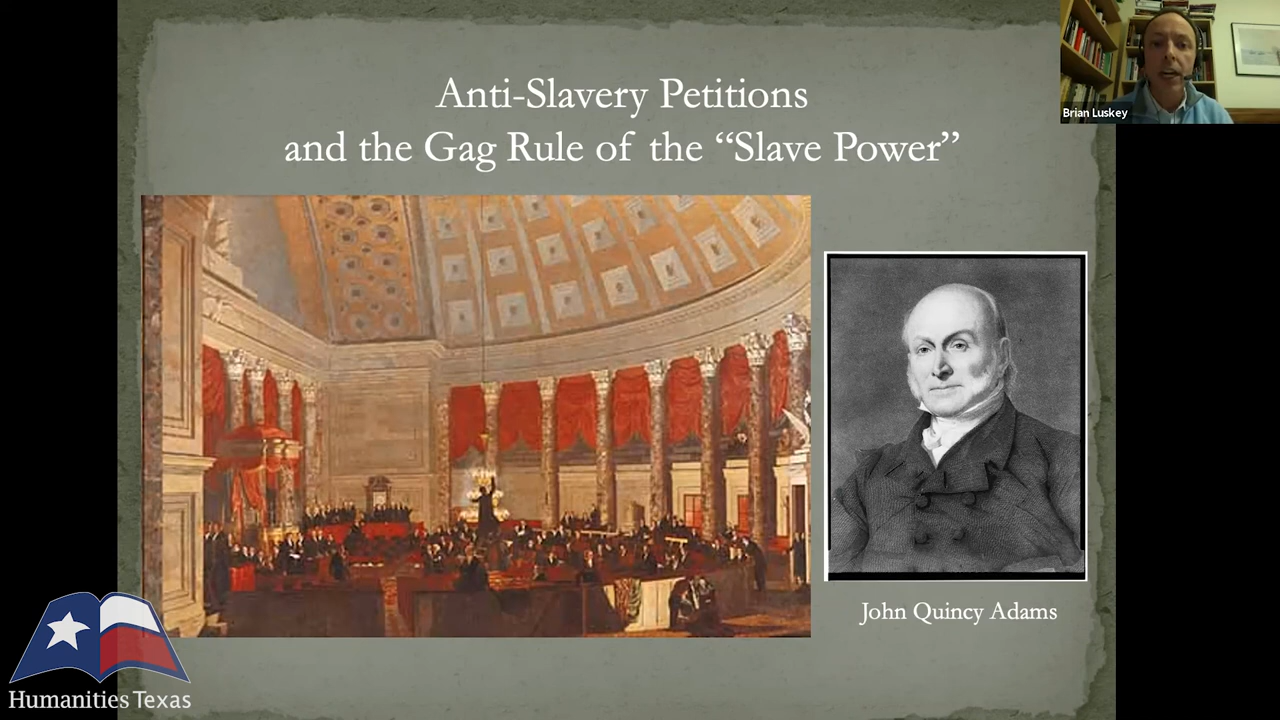 Anti-Slavery Petitions
and the Gag Rule of the “Slave Power”
Brian Luskey
John Quincy Adams
Humanities Texas